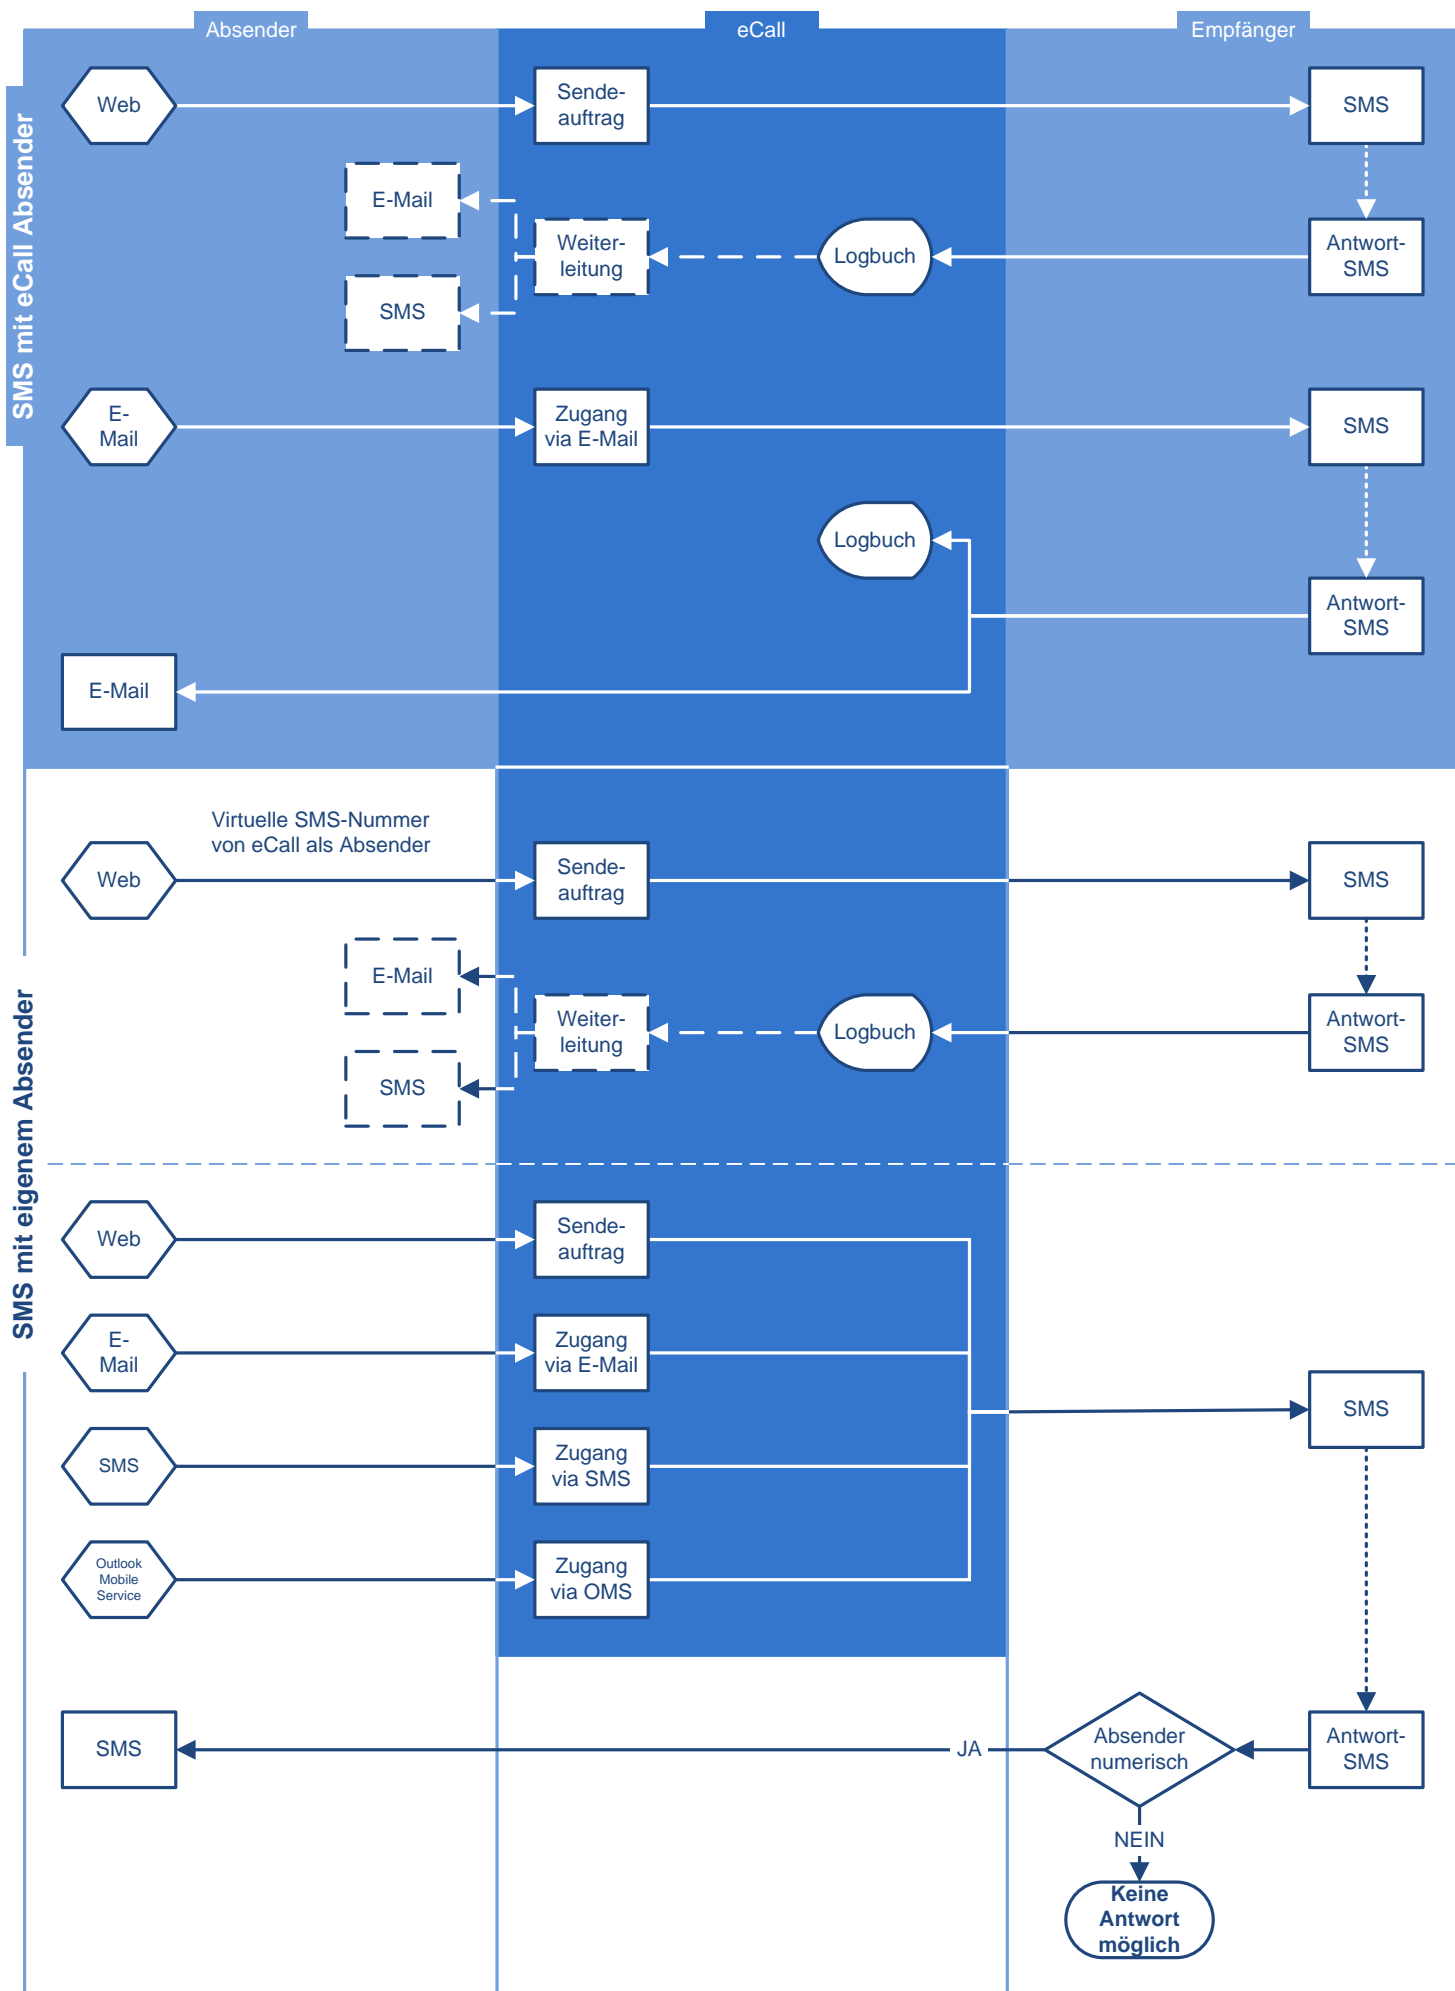 Absender
eCall
Empfänger
SMS mit eCall Absender
Web
Sende-
auftrag
SMS
E-Mail
Weiter-
leitung
Logbuch
Antwort-
SMS
SMS
E-
Mail
Zugang
via E-Mail
SMS
Logbuch
Antwort-
SMS
E-Mail
SMS mit eigenem Absender
Virtuelle SMS-Nummer
von eCall als Absender
Web
Sende-
auftrag
SMS
E-Mail
Weiter-
leitung
Logbuch
Antwort-
SMS
SMS
Web
Sende-
auftrag
E-
Mail
Zugang
via E-Mail
SMS
SMS
Zugang
via SMS
Outlook
Mobile
Service
Zugang
via OMS
SMS
JA
Absender
numerisch
Antwort-
SMS
NEIN
Keine
Antwort
möglich